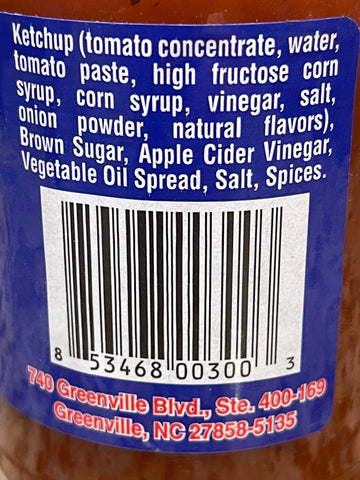 Ketchup (tomato concentrate, water,
tomato paste, high fructose corn
syrup, corn syrup, vinegar, salt,
onion powder, natural flavors),
Brown Sugar, Apple Cider Vinegar,
Vegetable Oil Spread, Salt, Spices.
8 53468 00300 3
740 Greenville Blvd., Ste. 400-169
Greenville, NC 27858-5135